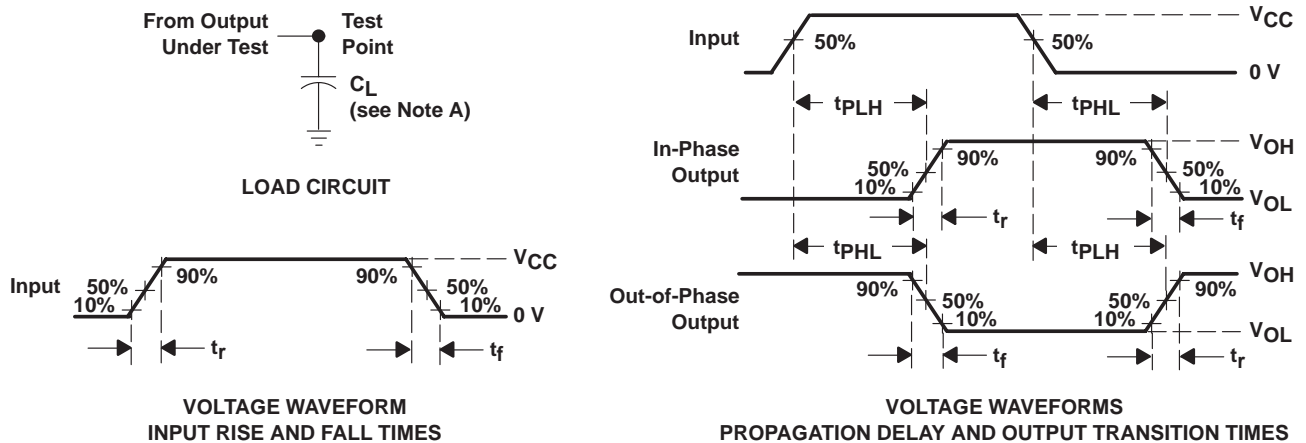 From Output
Under Test
Test
Point
CL
(see Note A)
LOAD CIRCUIT
Input
10%
50%
90%
90%
50%
10%
VCC
0 V
tr
tf
VOLTAGE WAVEFORM
INPUT RISE AND FALL TIMES
Input
50%
50%
VCC
0 V
tPLH
tPHL
In-Phase
Output
90%
50%
10%
90%
50%
10%
VOH
VOL
tr
tf
tPHL
tPLH
Out-of-Phase
Output
90%
50%
10%
50%
10%
90%
VOH
VOL
tf
tr
VOLTAGE WAVEFORMS
PROPAGATION DELAY AND OUTPUT TRANSITION TIMES